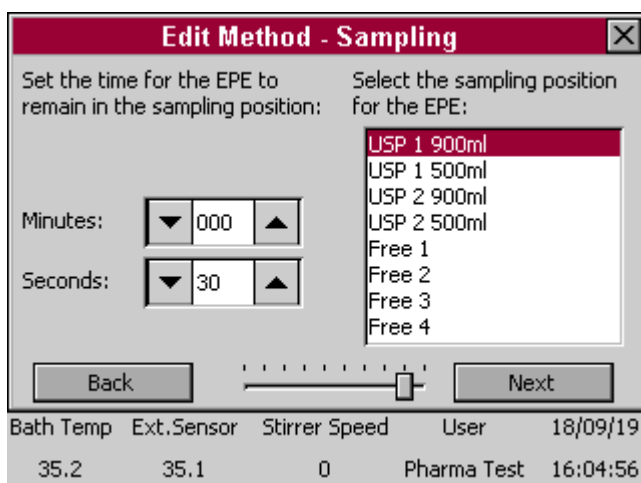 Edit Method - Sampling
Set the time for the EPE to
remain in the sampling position:
Minutes:
000
Seconds:
30
Select the sampling position
for the EPE:
USP 1 900ml
USP 1 500ml
USP 2 900ml
USP 2 500ml
Free 1
Free 2
Free 3
Free 4
Back
Next
Bath Temp Ext.Sensor Stirrer Speed User 18/09/19
35.2 35.1 0 Pharma Test 16:04:56